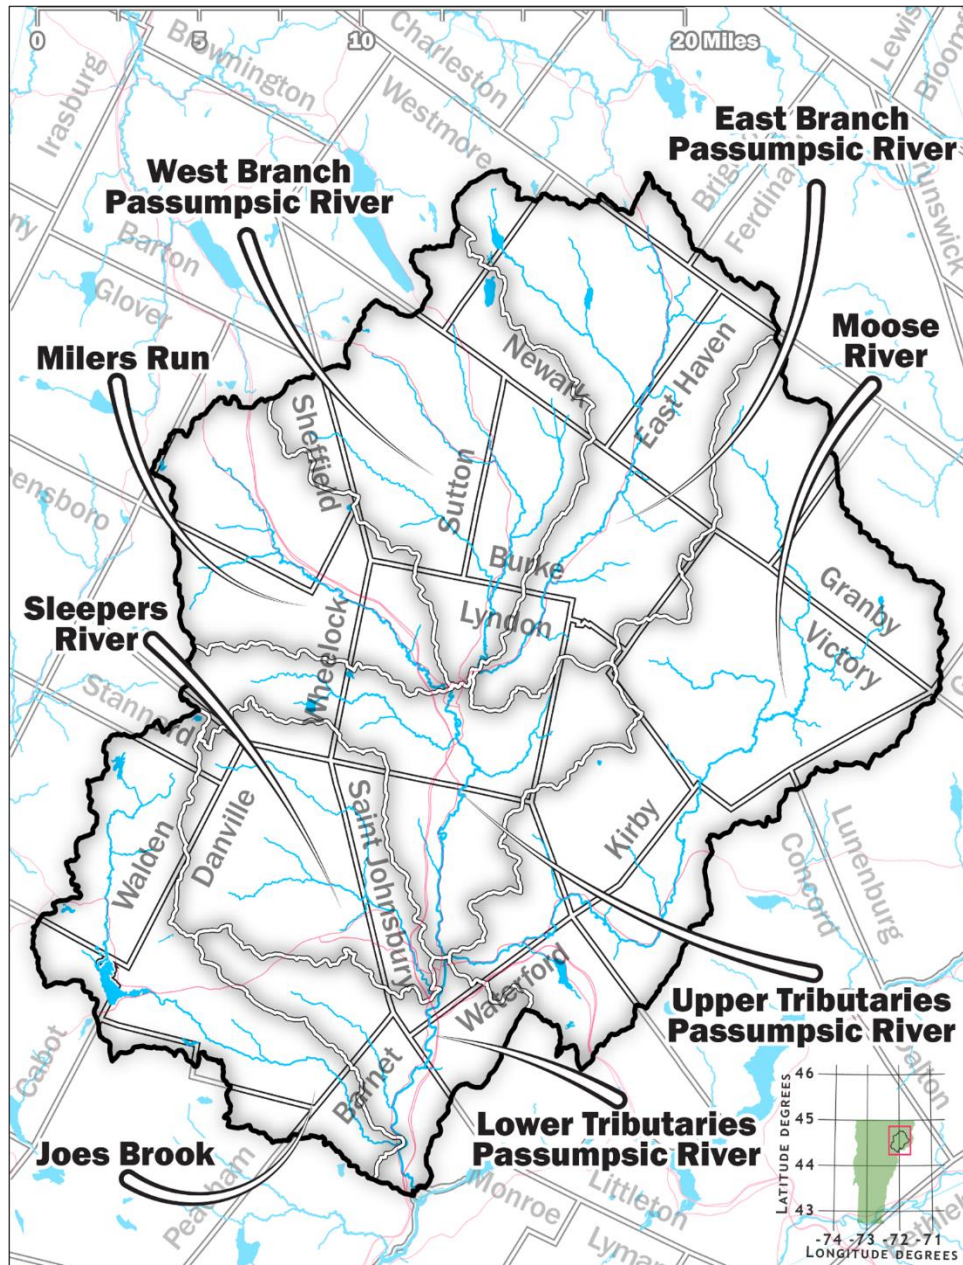 0 5 10 20 Miles
Irasburg
Brownington
Charleston
Westmore
Lewis
East Branch
Passumpsic River
West Branch
Passumpsic River
Ferdinand
Barton
Glover
Moose
River
Milers Run
Newark
East Haven
Sheffield
Sutton
Burke
Lyndon
Granby
Victory
Sleepers
River
Wheelock
Stannard
Walden
Danville
Saint Johnsbury
Kirby
Lunenburg
Concord
Waterford
Upper Tributaries
Passumpsic River
Cabot
Barnet
Dalton
Lower Tributaries
Passumpsic River
Joes Brook
Peacham
Monroe
Littleton
Lyman
LATITUDE DEGREES
46
45
44
43
-74 -73 -72 -71
LONGITUDE DEGREES